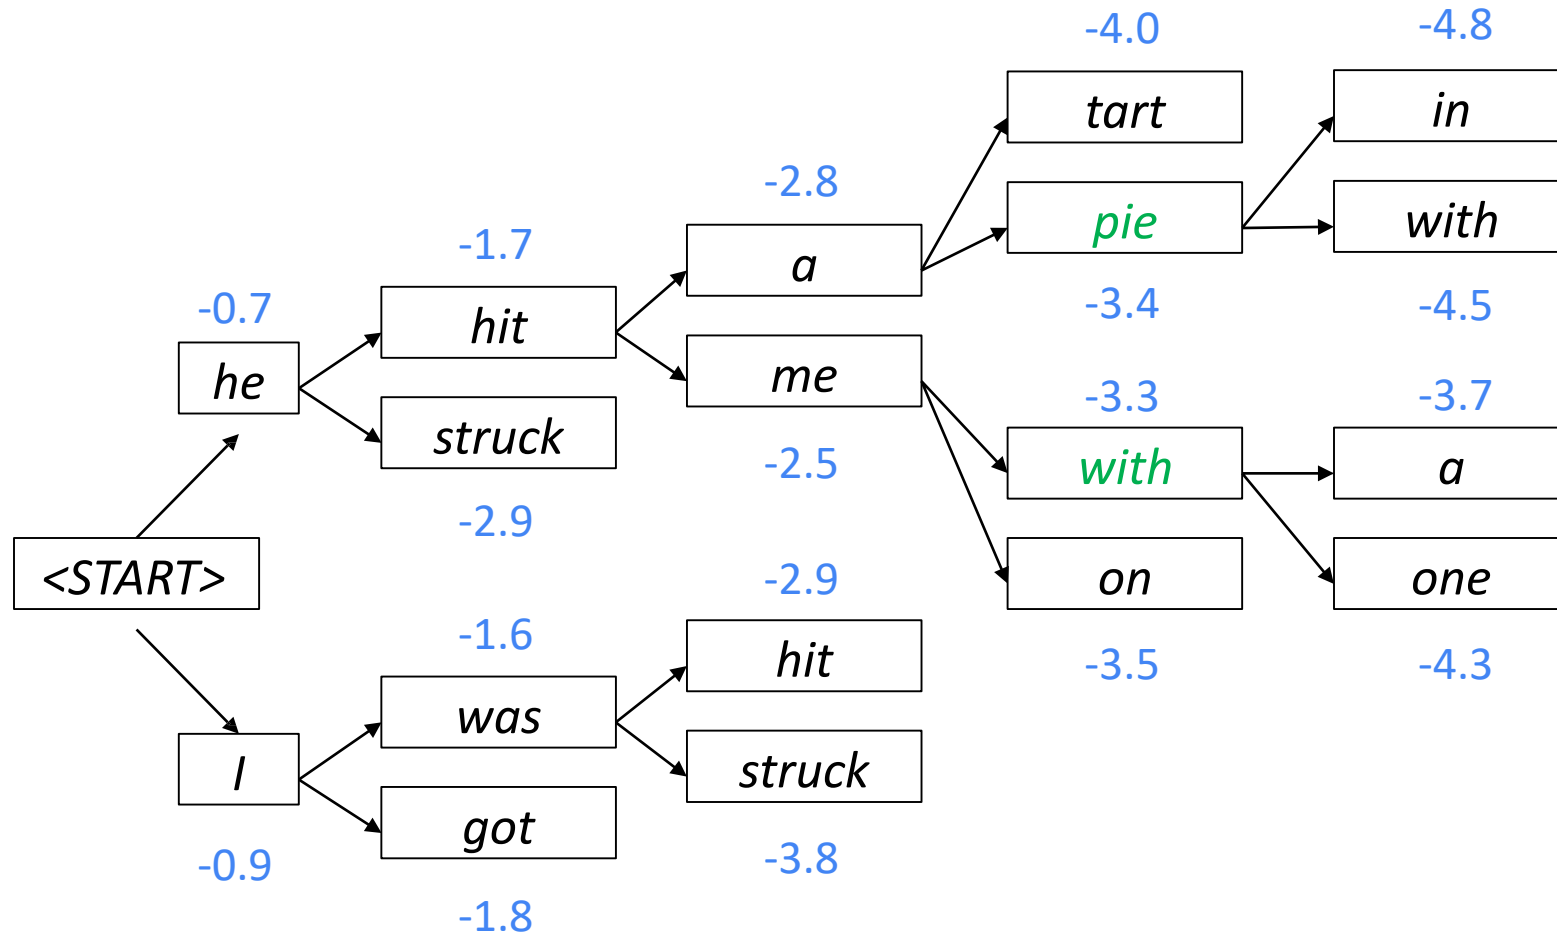 -4.0
-4.8
tart
in
-2.8
pie
with
-1.7
a
-0.7
hit
-3.4
-4.5
he
me
-3.3
-3.7
struck
-2.5
with
a
-2.9
<START>
-2.9
on
one
-1.6
hit
-3.5
-4.3
was
I
struck
got
-0.9
-3.8
-1.8